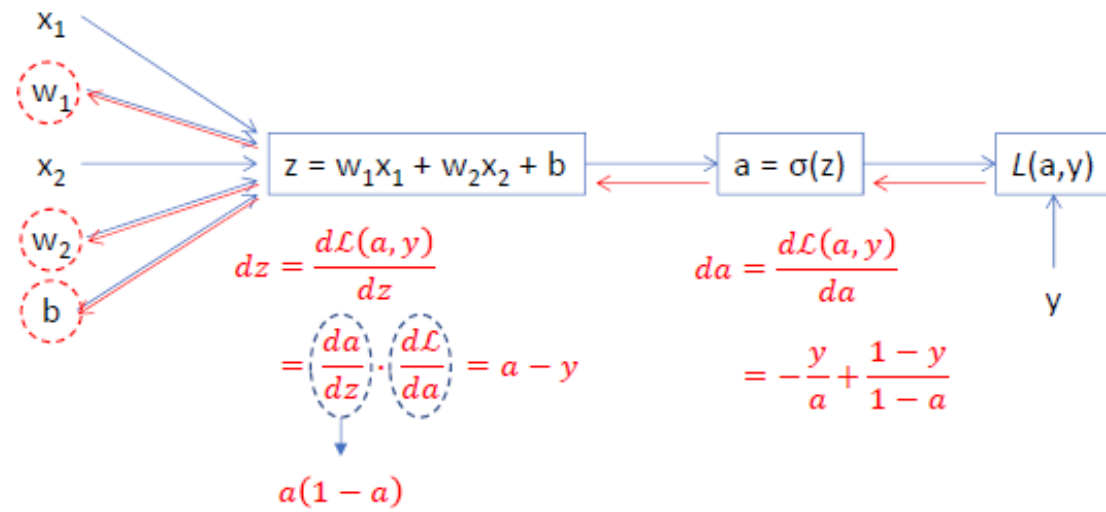 x₁
w₁
x₂
w₂
b
z = w₁x₁ + w₂x₂ + b
a = σ(z)
L(a,y)
y
dz = dℒ(a, y)/dz
= da/dz · dℒ/da = a − y
a(1 − a)
da = dℒ(a, y)/da
= − y/a + (1 − y)/(1 − a)